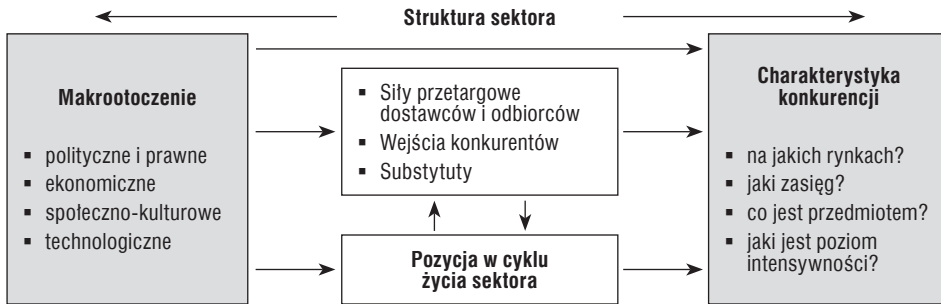 Struktura sektora
Makrootoczenie
▪ polityczne i prawne
▪ ekonomiczne
▪ społeczno-kulturowe
▪ technologiczne
▪ Siły przetargowe
dostawców i odbiorców
▪ Wejścia konkurentów
▪ Substytuty
Pozycja w cyklu
życia sektora
Charakterystyka
konkurencji
▪ na jakich rynkach?
▪ jaki zasięg?
▪ co jest przedmiotem?
▪ jaki jest poziom
intensywności?